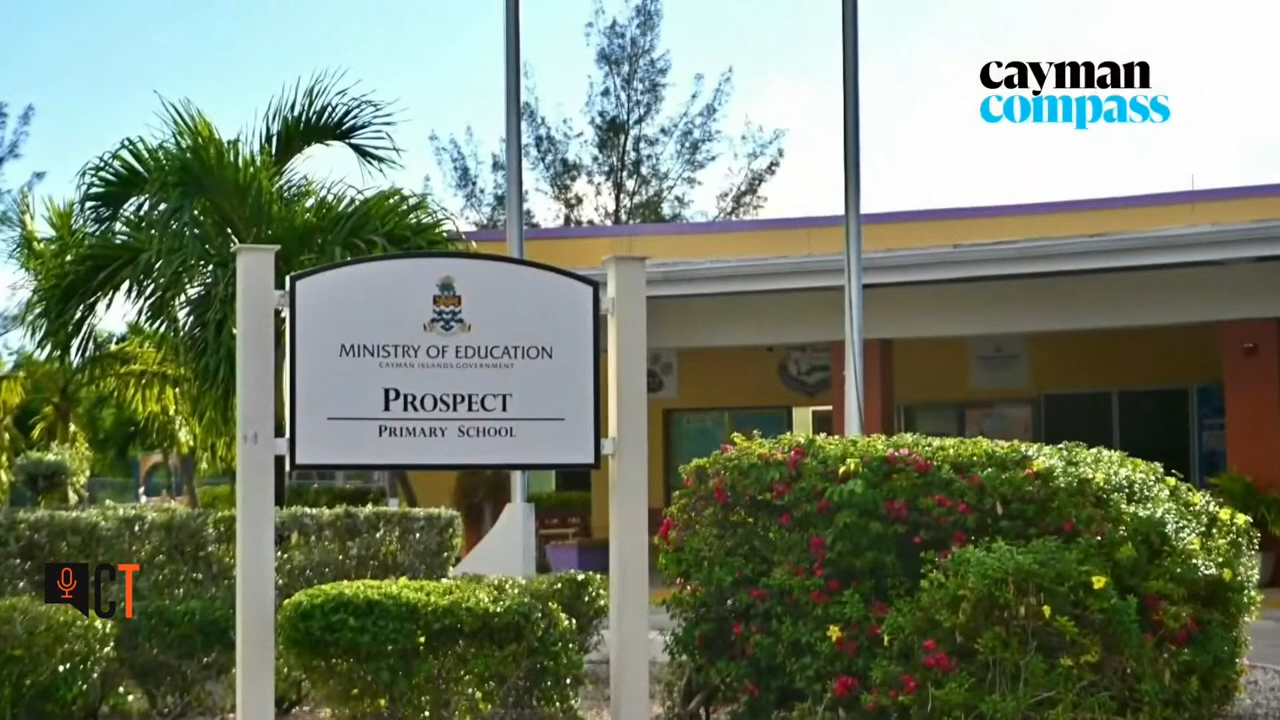 cayman
compass
MINISTRY OF EDUCATION
CAYMAN ISLANDS GOVERNMENT
PROSPECT
PRIMARY SCHOOL
CT